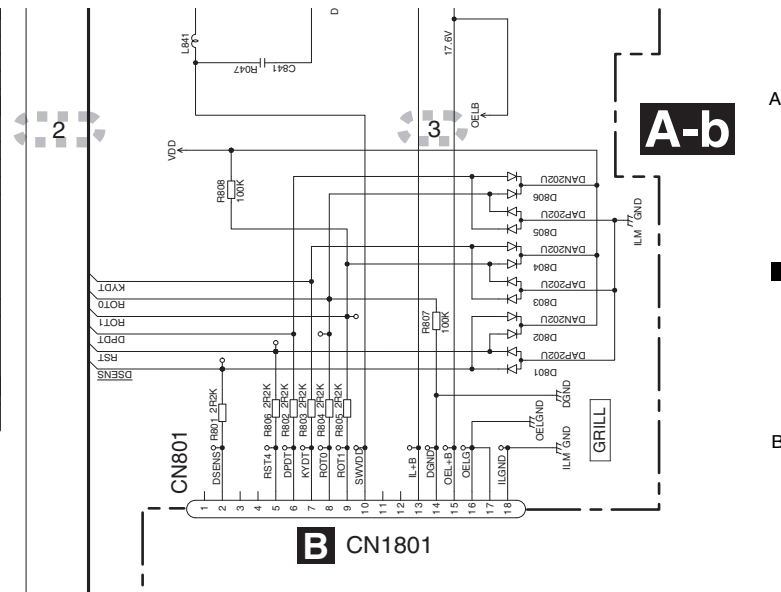 L841
R047
C841
D
17.6V
OELB
2
3
A-b
A
VDD
R808
100K
DAN202U
D806
DAP202U
D805
DAN202U
D804
DAP202U
D803
DAN202U
D802
DAP202U
D801
ILM GND
KYDT
ROT0
ROT1
DPDT
RST
DSENS
R807
100K
R801 2R2K
R806 2R2K
R802 2R2K
R803 2R2K
R804 2R2K
R805 2R2K
DGND
OELGND
ILM GND
GRILL
B
CN801
DSENS
RST4
DPDT
KYDT
ROT0
ROT1
SWVDD
IL+B
DGND
OEL+B
OELG
ILGND
1 2 3 4 5 6 7 8 9 10 11 12 13 14 15 16 17 18
B CN1801